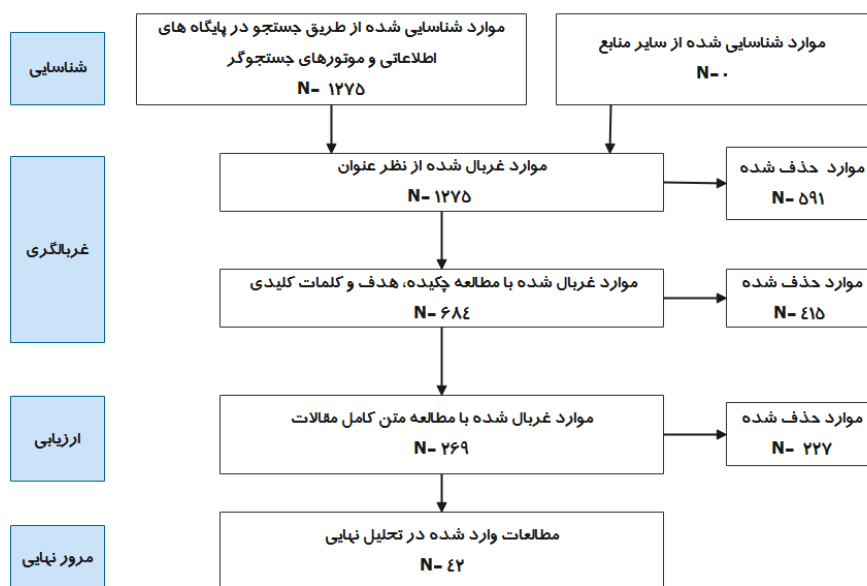 شناسایی
موارد شناسایی شده از طریق جستجو در پایگاه های
اطلاعاتی و موتورهای جستجوگر
N- ۱۲۷۵
موارد شناسایی شده از سایر منابع
N-۰
غربالگری
موارد غربال شده از نظر عنوان
N-۱۲۷۵
موارد حذف شده
N- ۵۹۱
موارد غربال شده با مطالعه چکیده، هدف و کلمات کلیدی
N- ۶۸٤
موارد حذف شده
N- ٤۱۵
ارزیابی
موارد غربال شده با مطالعه متن کامل مقالات
N- ۲۶۹
موارد حذف شده
N- ۲۲۷
مرور نهایی
مطالعات وارد شده در تحلیل نهایی
N- ٤۲